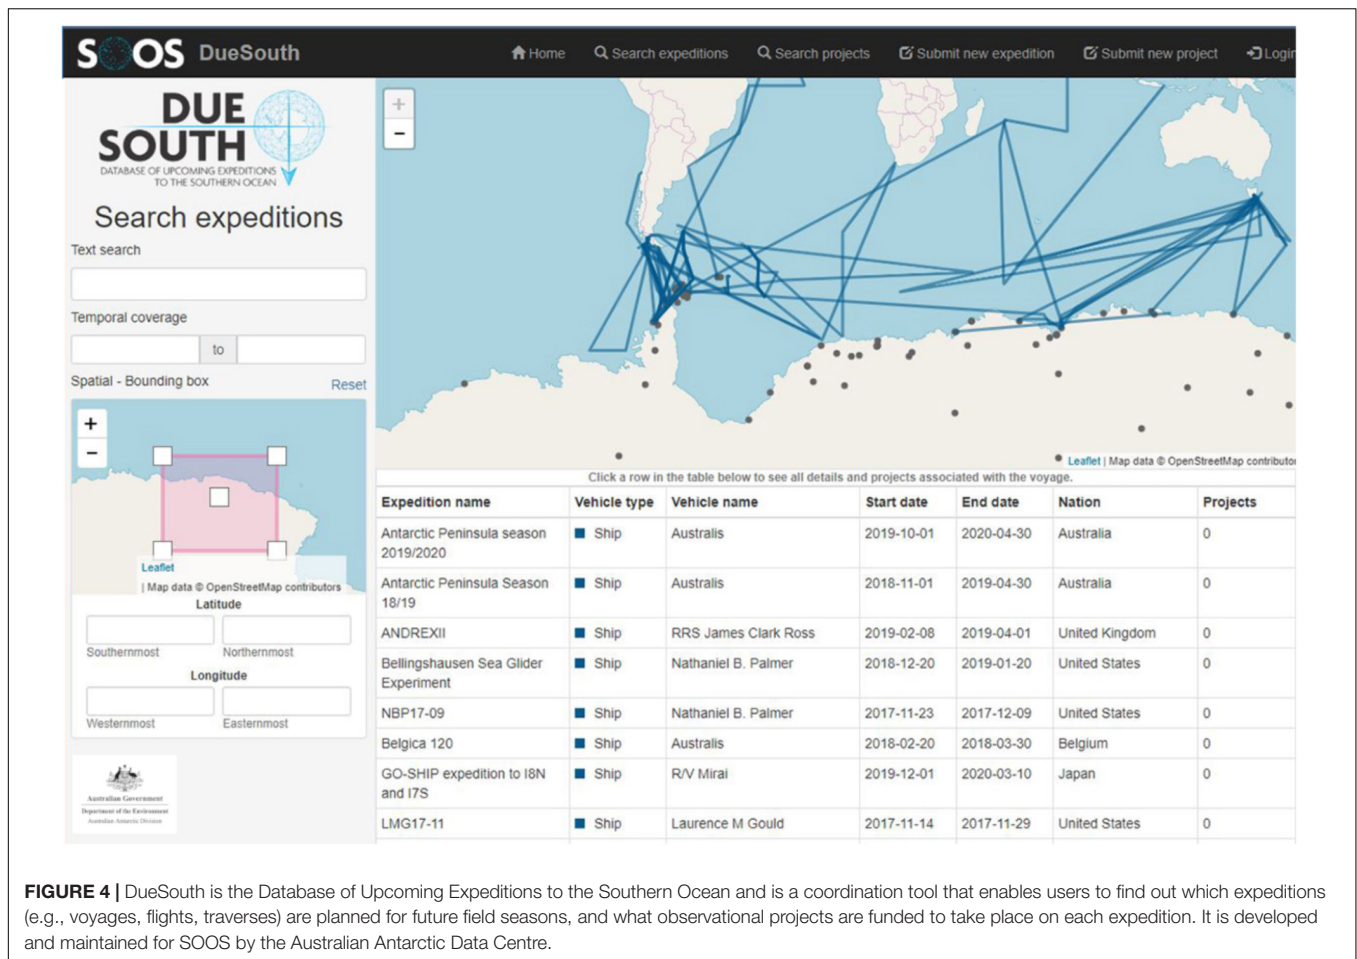 SOOS DueSouth
Home
Search expeditions
Search projects
Submit new expedition
Submit new project
Login
DUE
SOUTH
DATABASE OF UPCOMING EXPEDITIONS
TO THE SOUTHERN OCEAN
Search expeditions
Text search
Temporal coverage
to
Spatial - Bounding box Reset
+
−
Leaflet
| Map data © OpenStreetMap contributors
Latitude
Southernmost Northernmost
Longitude
Westernmost Easternmost
Australian Government
Department of the Environment
Australian Antarctic Division
+
−
Leaflet | Map data © OpenStreetMap contributor
Click a row in the table below to see all details and projects associated with the voyage.
Expedition name Vehicle type Vehicle name Start date End date Nation Projects
Antarctic Peninsula season
2019/2020 Ship Australis 2019-10-01 2020-04-30 Australia 0
Antarctic Peninsula Season
18/19 Ship Australis 2018-11-01 2019-04-30 Australia 0
ANDREXII Ship RRS James Clark Ross 2019-02-08 2019-04-01 United Kingdom 0
Bellingshausen Sea Glider
Experiment Ship Nathaniel B. Palmer 2018-12-20 2019-01-20 United States 0
NBP17-09 Ship Nathaniel B. Palmer 2017-11-23 2017-12-09 United States 0
Belgica 120 Ship Australis 2018-02-20 2018-03-30 Belgium 0
GO-SHIP expedition to I8N
and I7S Ship R/V Mirai 2019-12-01 2020-03-10 Japan 0
LMG17-11 Ship Laurence M Gould 2017-11-14 2017-11-29 United States 0
FIGURE 4 | DueSouth is the Database of Upcoming Expeditions to the Southern Ocean and is a coordination tool that enables users to find out which expeditions
(e.g., voyages, flights, traverses) are planned for future field seasons, and what observational projects are funded to take place on each expedition. It is developed
and maintained for SOOS by the Australian Antarctic Data Centre.